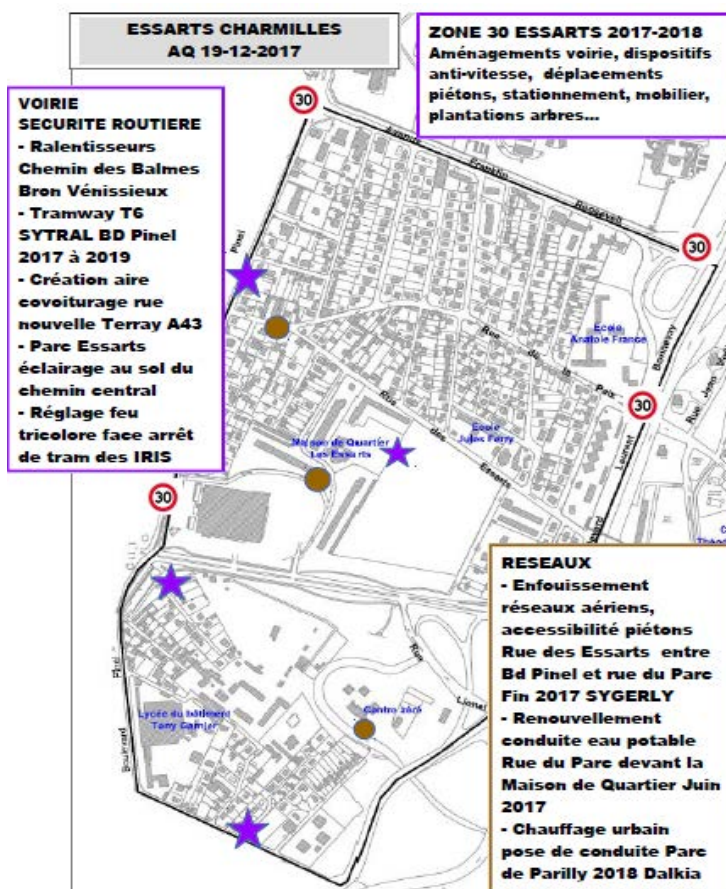 ESSARTS CHARMILLES
AQ 19-12-2017
ZONE 30 ESSARTS 2017-2018
Aménagements voirie, dispositifs
anti-vitesse, déplacements
piétons, stationnement, mobilier,
plantations arbres...
VOIRIE
SECURITE ROUTIERE
- Ralentisseurs
Chemin des Balmes
Bron Vénissieux
- Tramway T6
SYTRAL BD Pinel
2017 à 2019
- Création aire
covoiturage rue
nouvelle Terray A43
- Parc Essarts
éclairage au sol du
chemin central
- Réglage feu
tricolore face arrêt
de tram des IRIS
30
Avenue Franklin Roosevelt
30
Pinel
Ecole
Anatole France
Bonnevay
Rue de la Paix
30
Rue Jean
Laurent
Rue des Essarts
Ecole
Jules Ferry
Maison de Quartier
Les Essarts
30
Rue Lionel
Centre aéré
Lycée du bâtiment
Tony Garnier
Boulevard Pinel
RESEAUX
- Enfouissement
réseaux aériens,
accessibilité piétons
Rue des Essarts entre
Bd Pinel et rue du Parc
Fin 2017 SYGERLY
- Renouvellement
conduite eau potable
Rue du Parc devant la
Maison de Quartier Juin
2017
- Chauffage urbain
pose de conduite Parc
de Parilly 2018 Dalkia